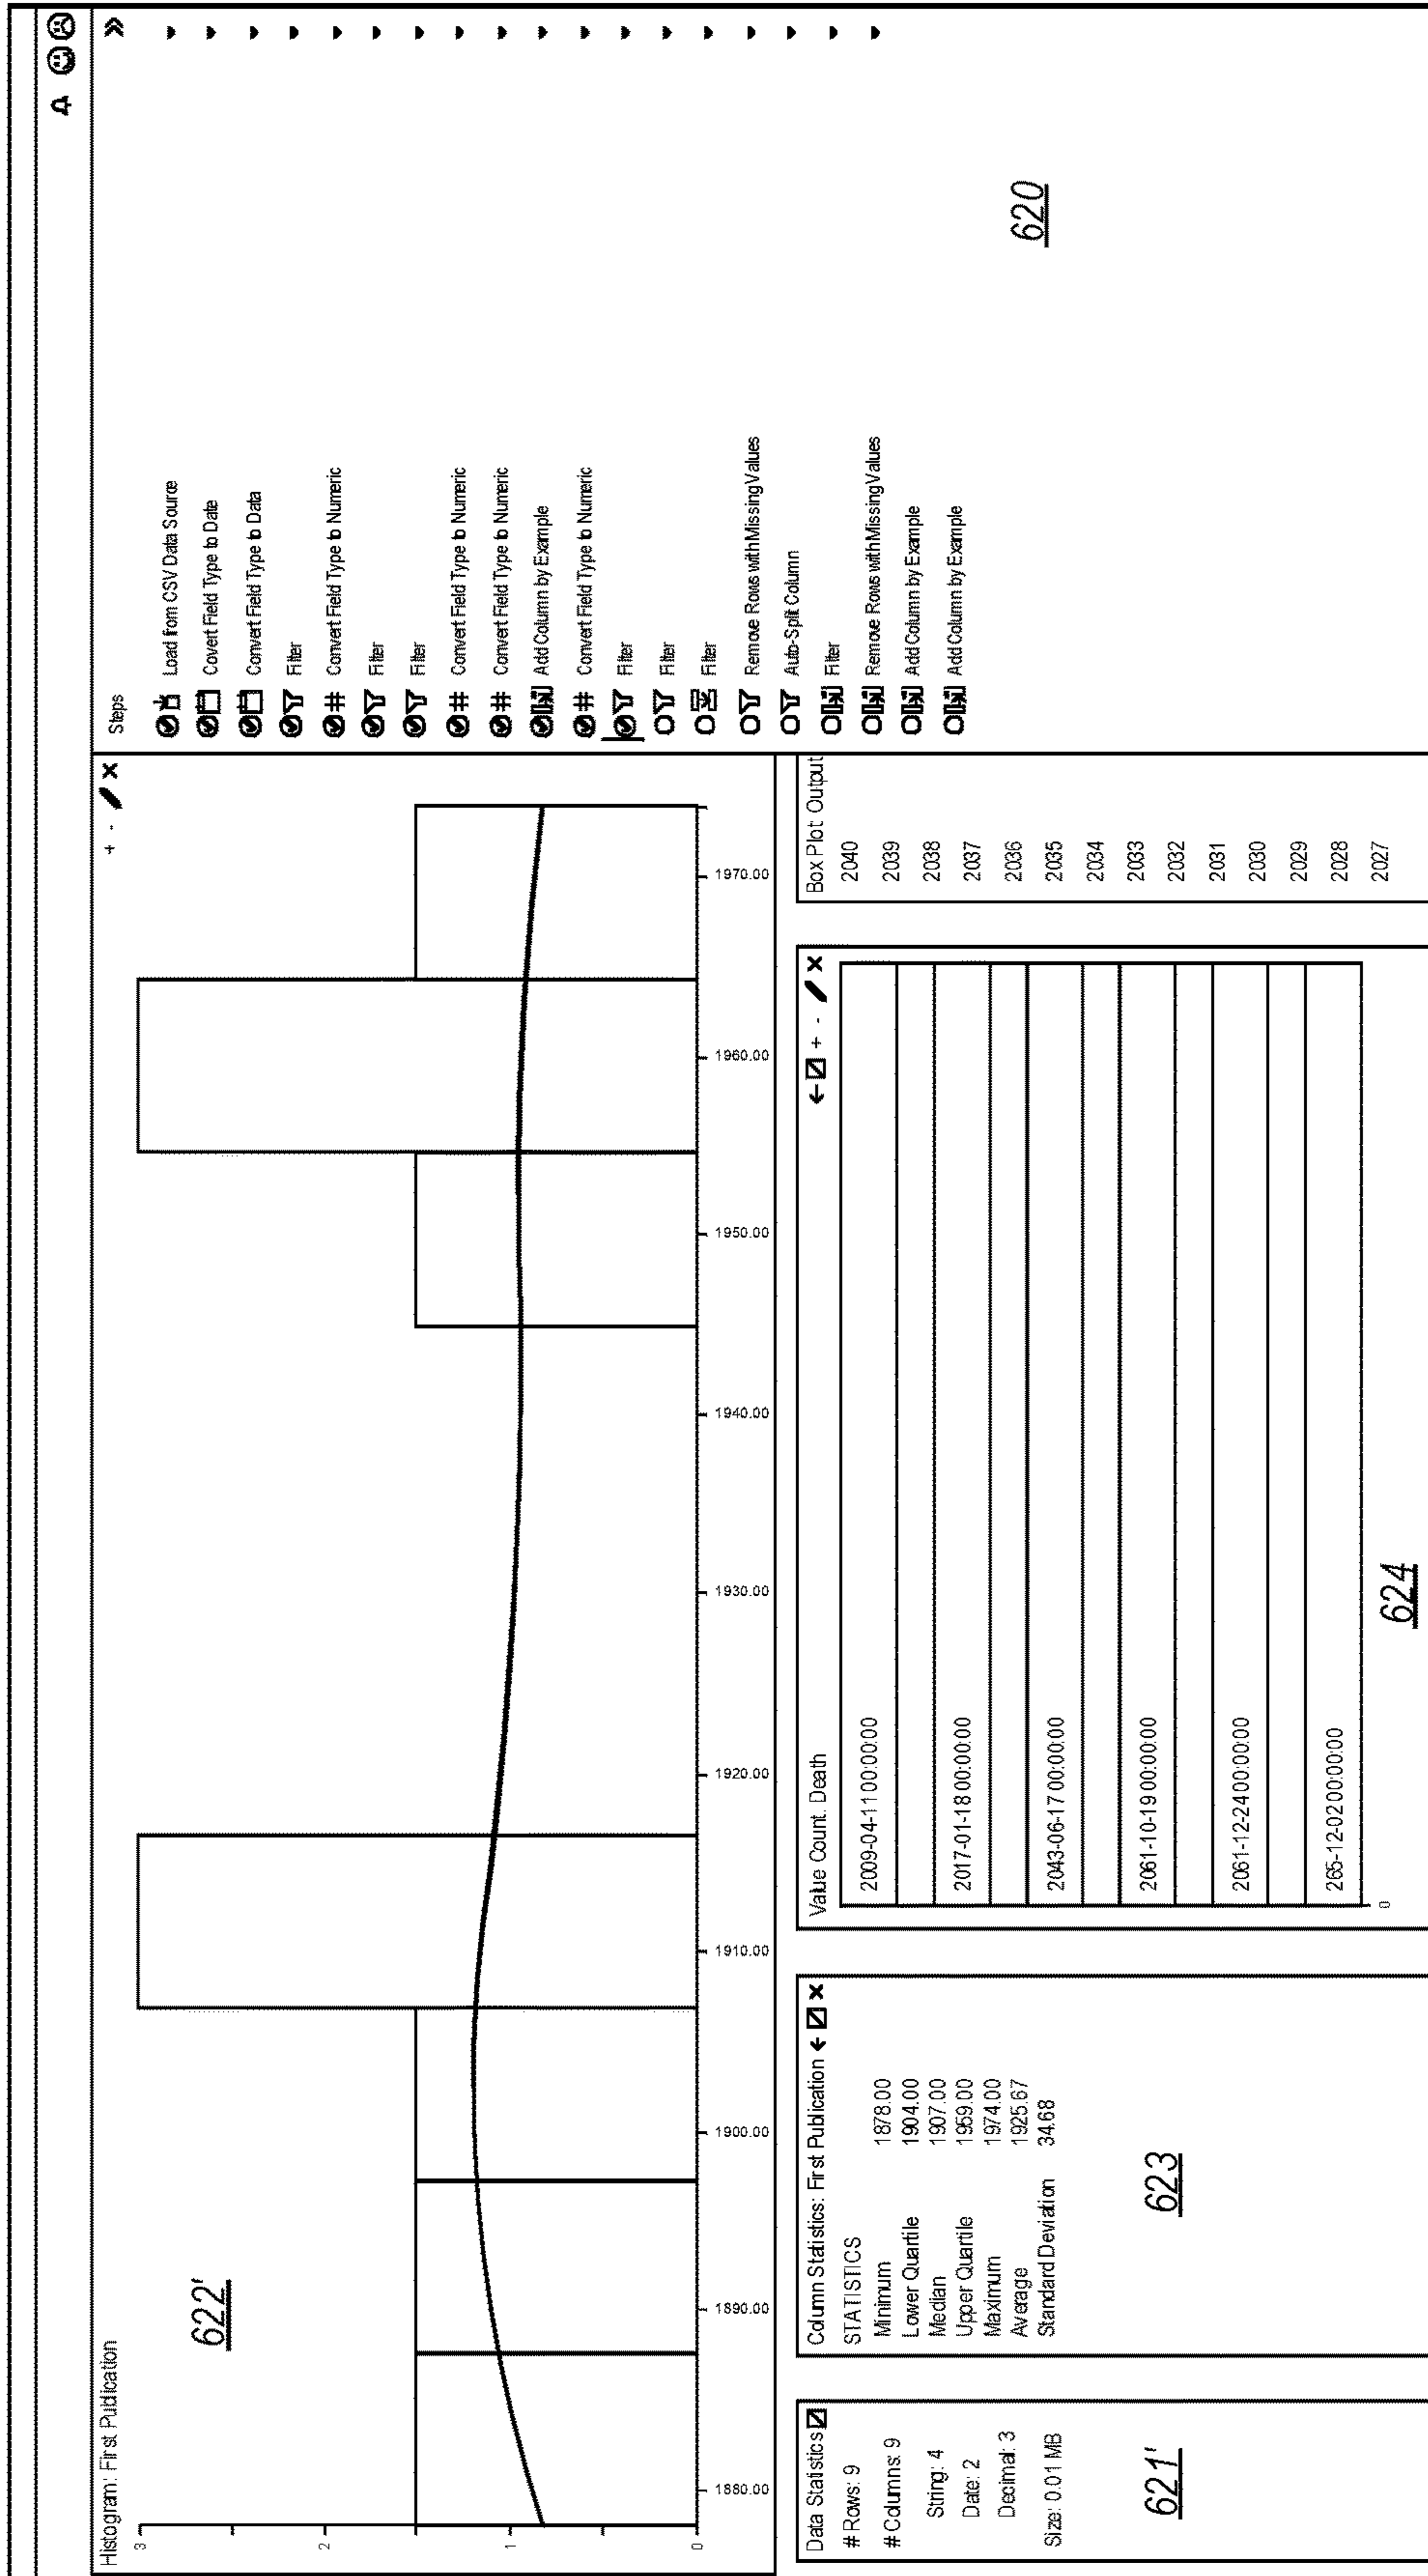 Histogram: First Publication
+ - x
622'
3
2
1
0
1880.00 1890.00 1900.00 1910.00 1920.00 1930.00 1940.00 1950.00 1960.00 1970.00
Steps
»
Load from CSV Data Source
Covert Field Type to Date
Convert Field Type to Data
Filter
# Convert Field Type to Numeric
Filter
Filter
# Convert Field Type to Numeric
# Convert Field Type to Numeric
Add Column by Example
# Convert Field Type to Numeric
Filter
Filter
Filter
Remove Rows with Missing Values
Auto-Split Column
Filter
Remove Rows with Missing Values
Add Column by Example
Add Column by Example
620
Data Statistics
# Rows: 9
# Columns: 9
String: 4
Date: 2
Decimal: 3
Size: 0.01 MB
621'
Column Statistics: First Publication ← x
STATISTICS
Minimum 1878.00
Lower Quartile 1904.00
Median 1907.00
Upper Quartile 1959.00
Maximum 1974.00
Average 1925.67
Standard Deviation 34.68
623
Value Count. Death ← + - x
2009-04-11 00:00:00
2017-01-18 00:00:00
2043-06-17 00:00:00
2061-10-19 00:00:00
2061-12-24 00:00:00
265-12-02 00:00:00
0
624
Box Plot Output
2040
2039
2038
2037
2036
2035
2034
2033
2032
2031
2030
2029
2028
2027